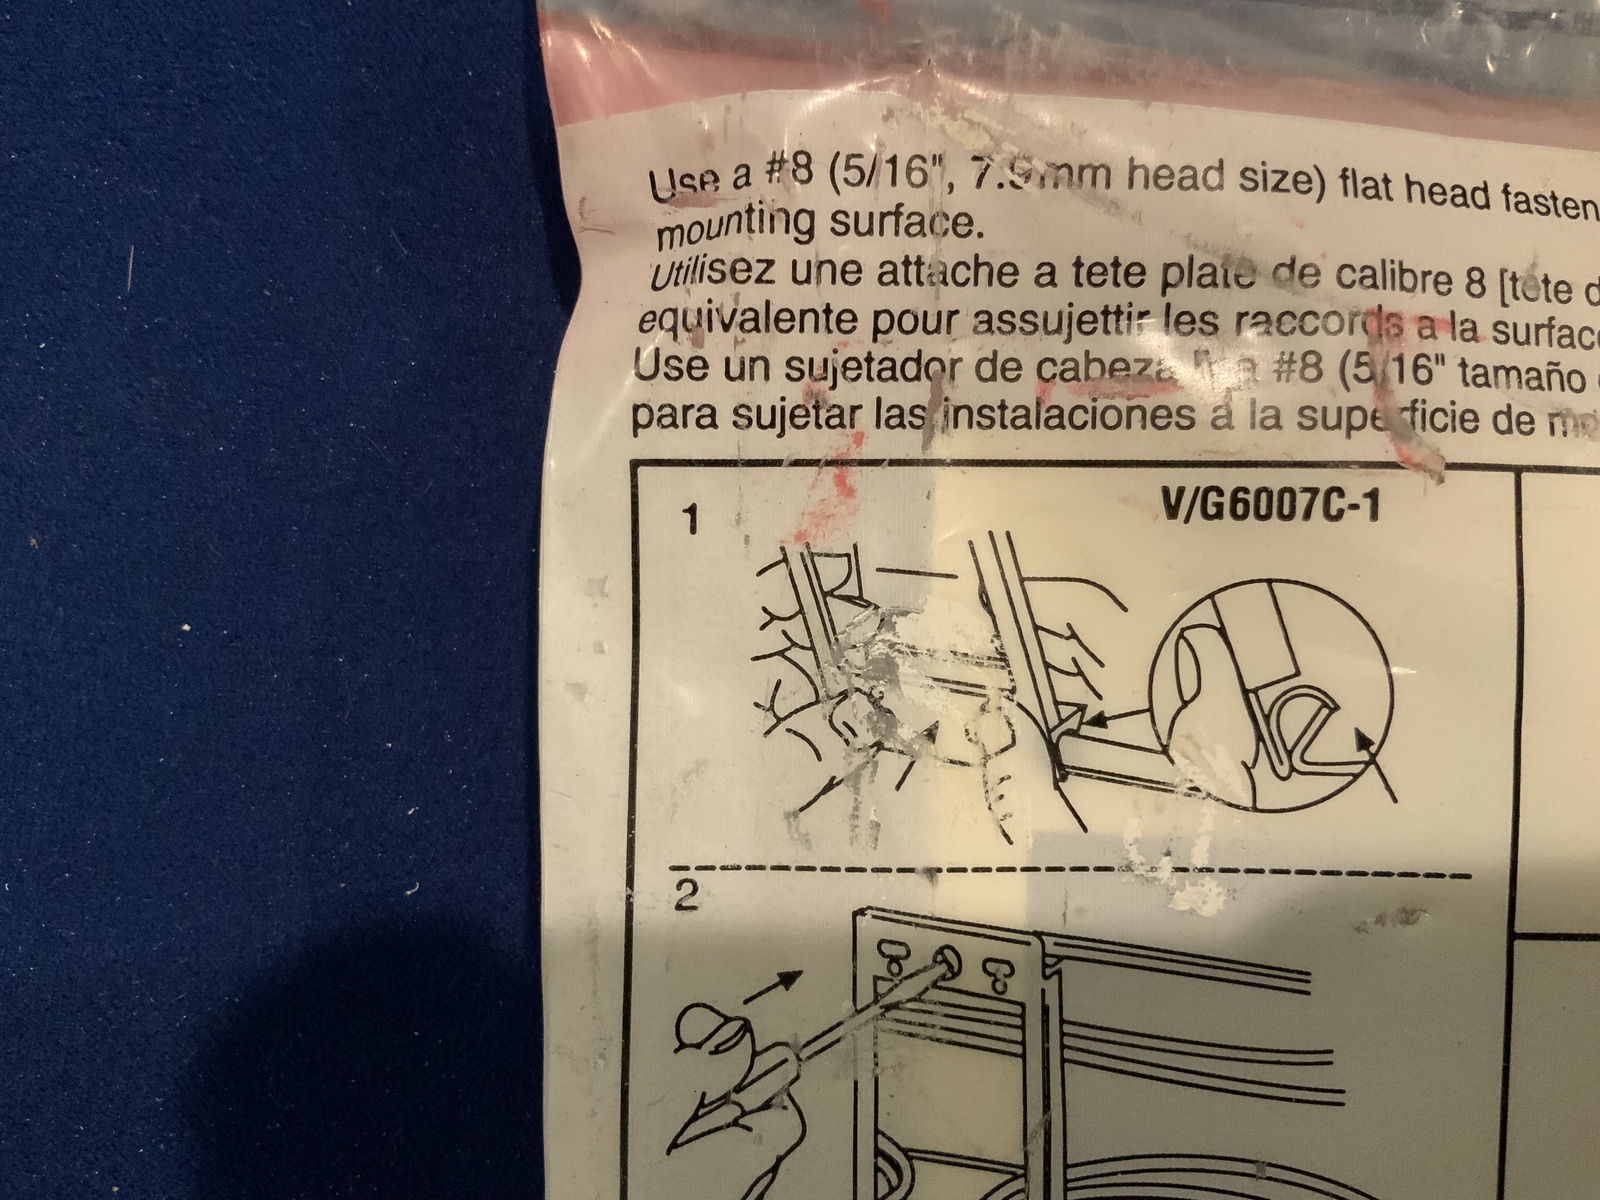 Use a #8 (5/16", 7.9mm head size) flat head fasten
mounting surface.
Utilisez une attache a tete plate de calibre 8 [tete d
equivalente pour assujettir les raccords a la surface
Use un sujetador de cabeza #8 (5/16" tamaño
para sujetar las instalaciones a la superficie de
1
V/G6007C-1
2